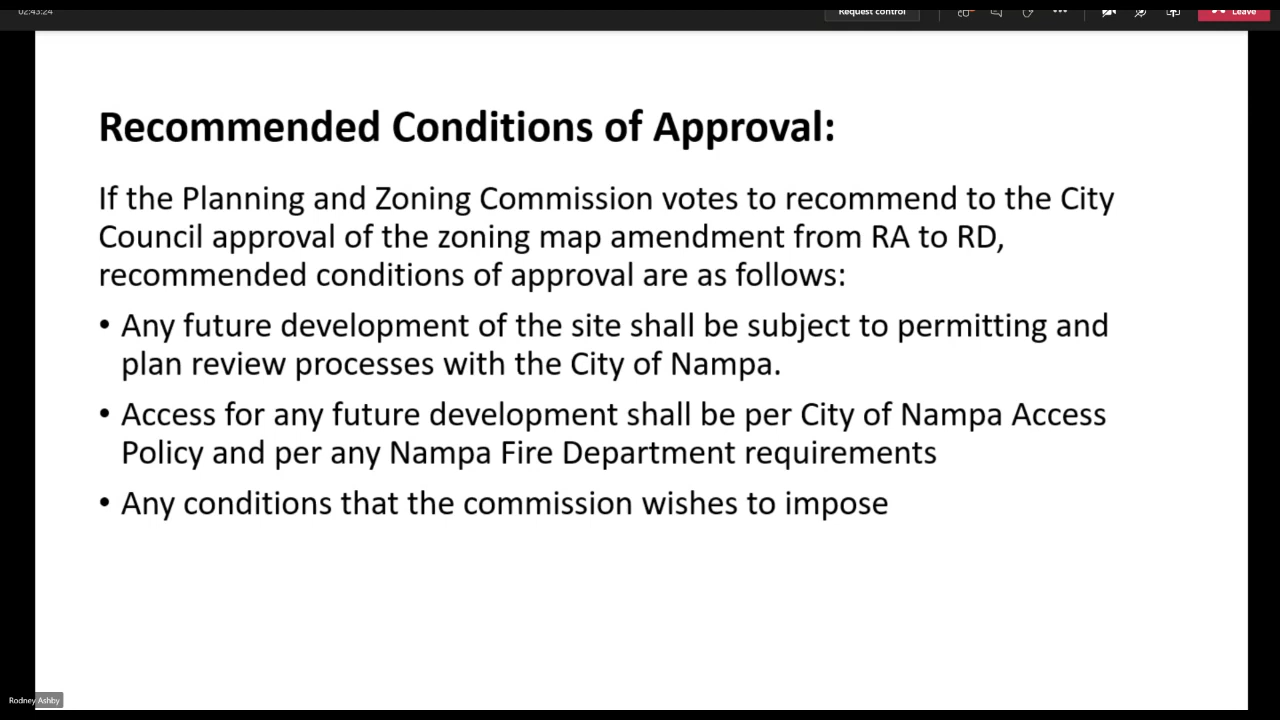 02:43:24
Request control
Leave
Recommended Conditions of Approval:
If the Planning and Zoning Commission votes to recommend to the City
Council approval of the zoning map amendment from RA to RD,
recommended conditions of approval are as follows:
• Any future development of the site shall be subject to permitting and
plan review processes with the City of Nampa.
• Access for any future development shall be per City of Nampa Access
Policy and per any Nampa Fire Department requirements
• Any conditions that the commission wishes to impose
Rodney Ashby